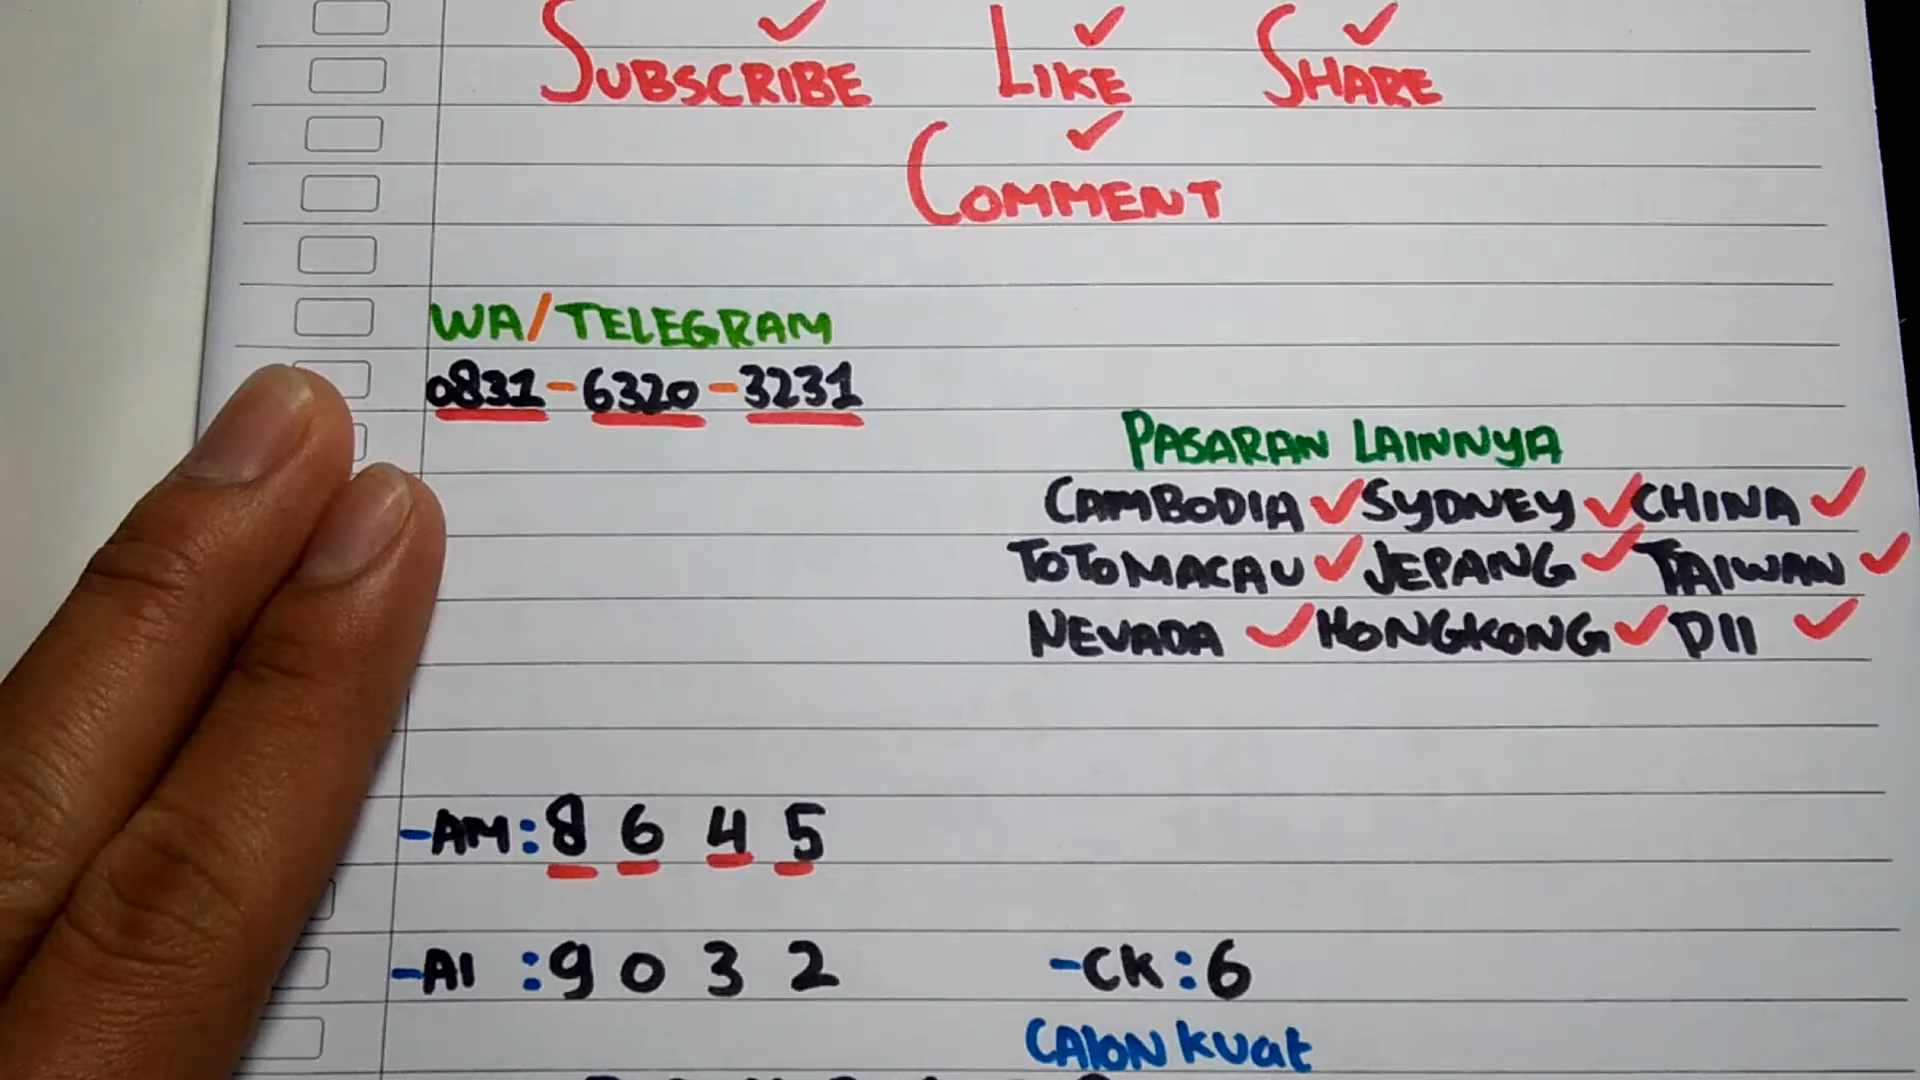 SUBSCRIBE LIKE SHARE
COMMENT
WA/TELEGRAM
0831-6320-3231
PASARAN LAINNYA
CAMBODIA ✓ SYDNEY ✓ CHINA ✓
TOTOMACAU ✓ JEPANG ✓ TAIWAN ✓
NEVADA ✓ HONGKONG ✓ Dll ✓
-AM: 8 6 4 5
-AI : 9 0 3 2 -CK: 6
CALON KUAT